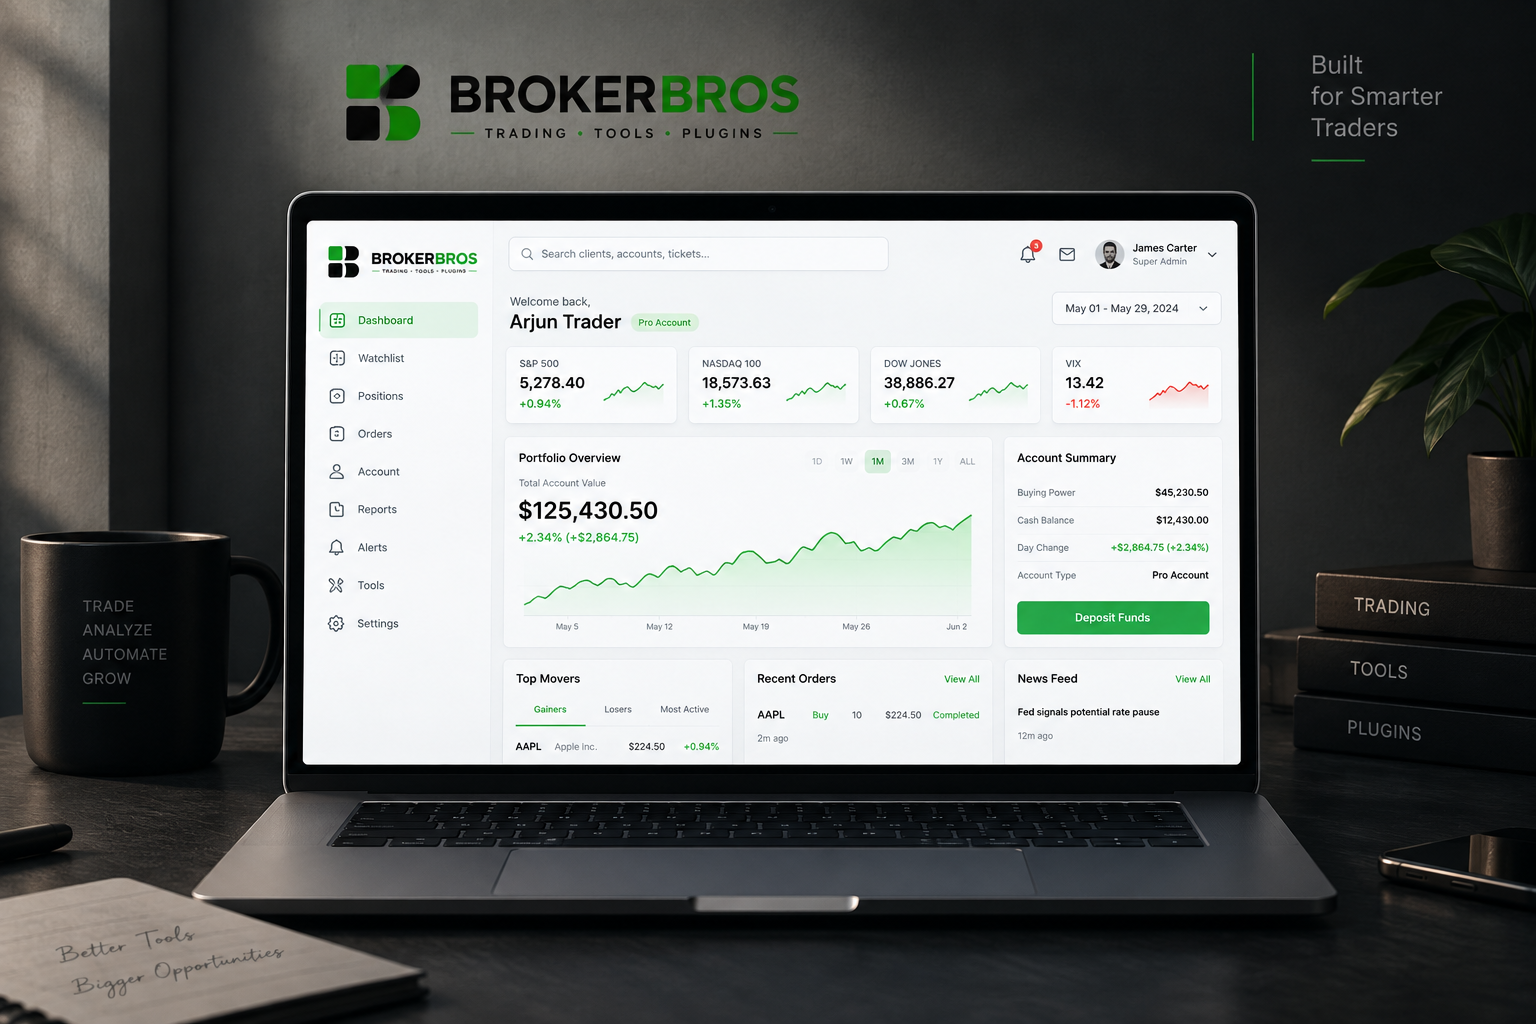 BROKERBROS
TRADING • TOOLS • PLUGINS
Built
for Smarter
Traders
BROKERBROS
TRADING • TOOLS • PLUGINS
Search clients, accounts, tickets...
3
James Carter
Super Admin
Dashboard
Watchlist
Positions
Orders
Account
Reports
Alerts
Tools
Settings
Welcome back,
Arjun Trader Pro Account
May 01 - May 29, 2024
S&P 500
5,278.40
+0.94%
NASDAQ 100
18,573.63
+1.35%
DOW JONES
38,886.27
+0.67%
VIX
13.42
-1.12%
Portfolio Overview
1D 1W 1M 3M 1Y ALL
Total Account Value
$125,430.50
+2.34% (+$2,864.75)
May 5 May 12 May 19 May 26 Jun 2
Account Summary
Buying Power $45,230.50
Cash Balance $12,430.00
Day Change +$2,864.75 (+2.34%)
Account Type Pro Account
Deposit Funds
Top Movers
Gainers Losers Most Active
AAPL Apple Inc. $224.50 +0.94%
Recent Orders View All
AAPL Buy 10 $224.50 Completed
2m ago
News Feed View All
Fed signals potential rate pause
12m ago
TRADE
ANALYZE
AUTOMATE
GROW
TRADING
TOOLS
PLUGINS
Better Tools
Bigger Opportunities